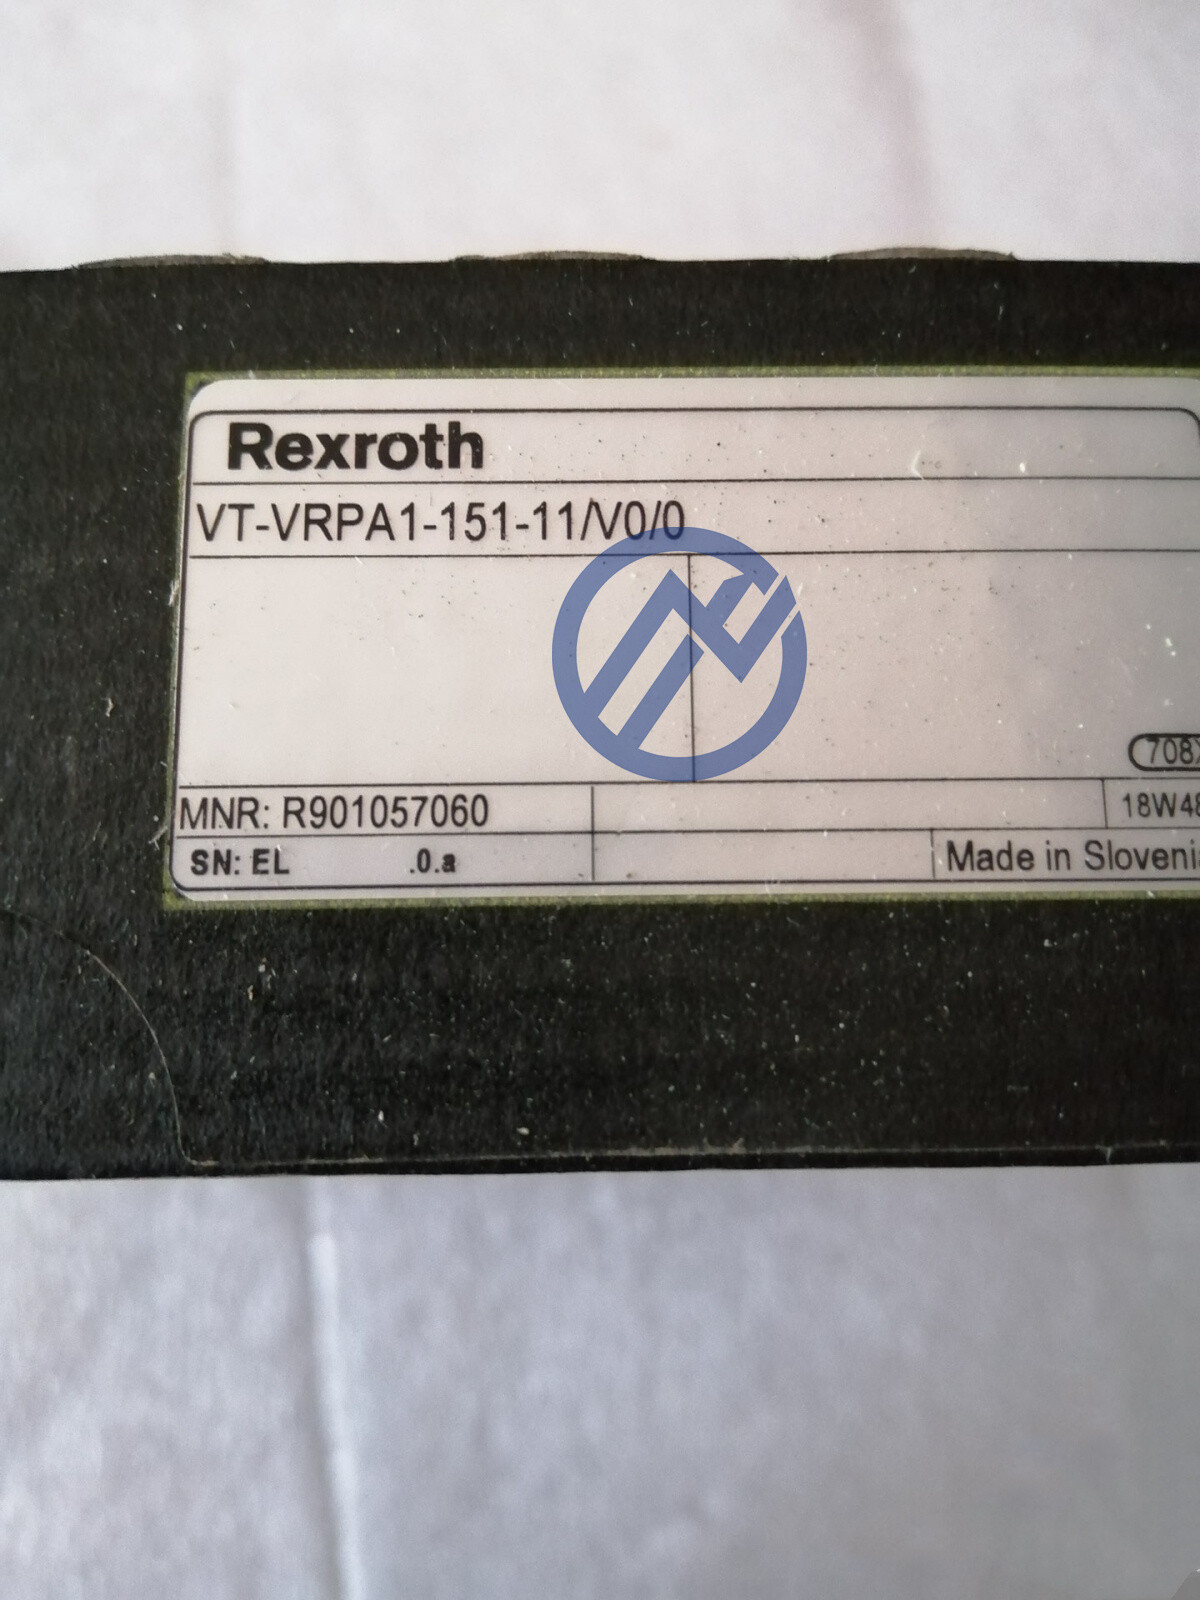 Rexroth
VT-VRPA1-151-11/V0/0
708X
MNR: R901057060
18W48
SN: EL .0.a
Made in Slovenia